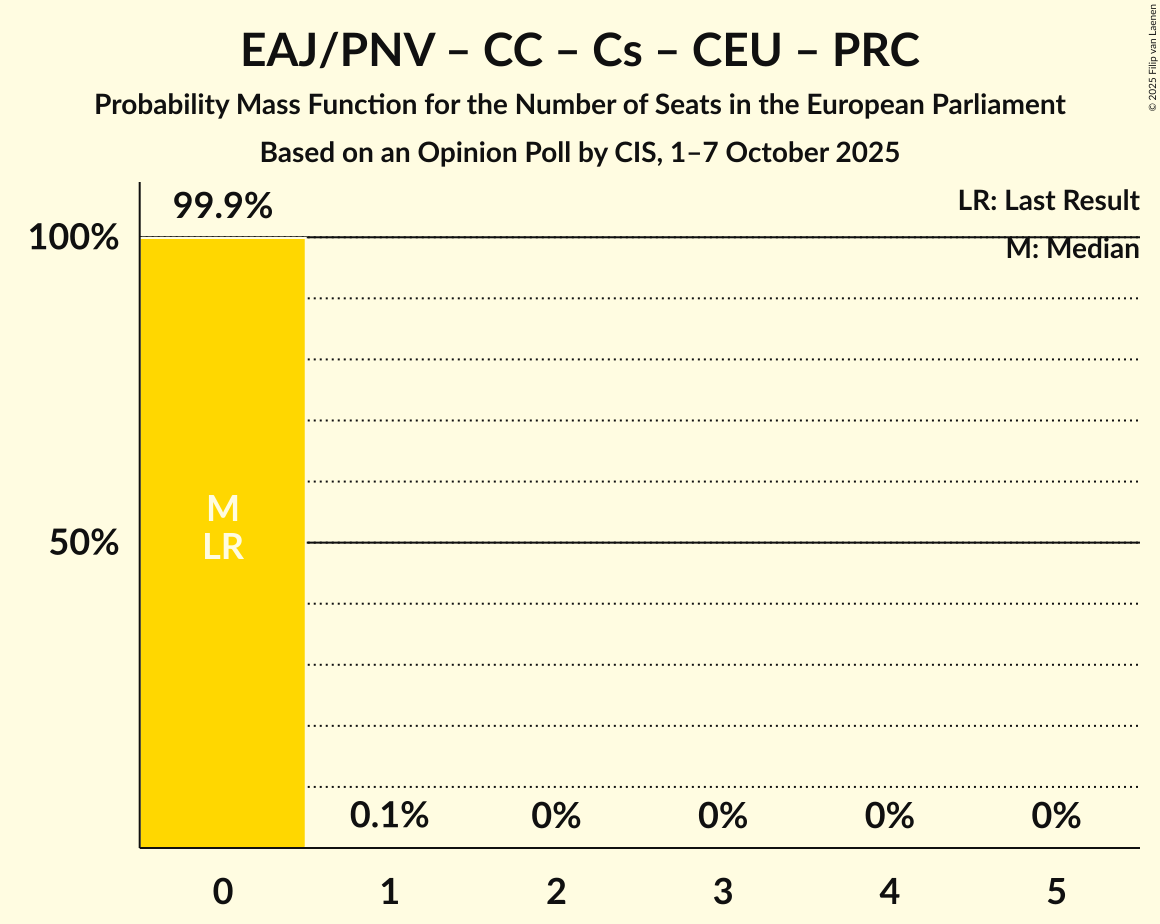 EAJ/PNV – CC – Cs – CEU – PRC
Probability Mass Function for the Number of Seats in the European Parliament
Based on an Opinion Poll by CIS, 1–7 October 2025
© 2025 Filip van Laenen
LR: Last Result
M: Median
99.9%
100%
50%
M
LR
0.1% 0% 0% 0% 0%
0 1 2 3 4 5